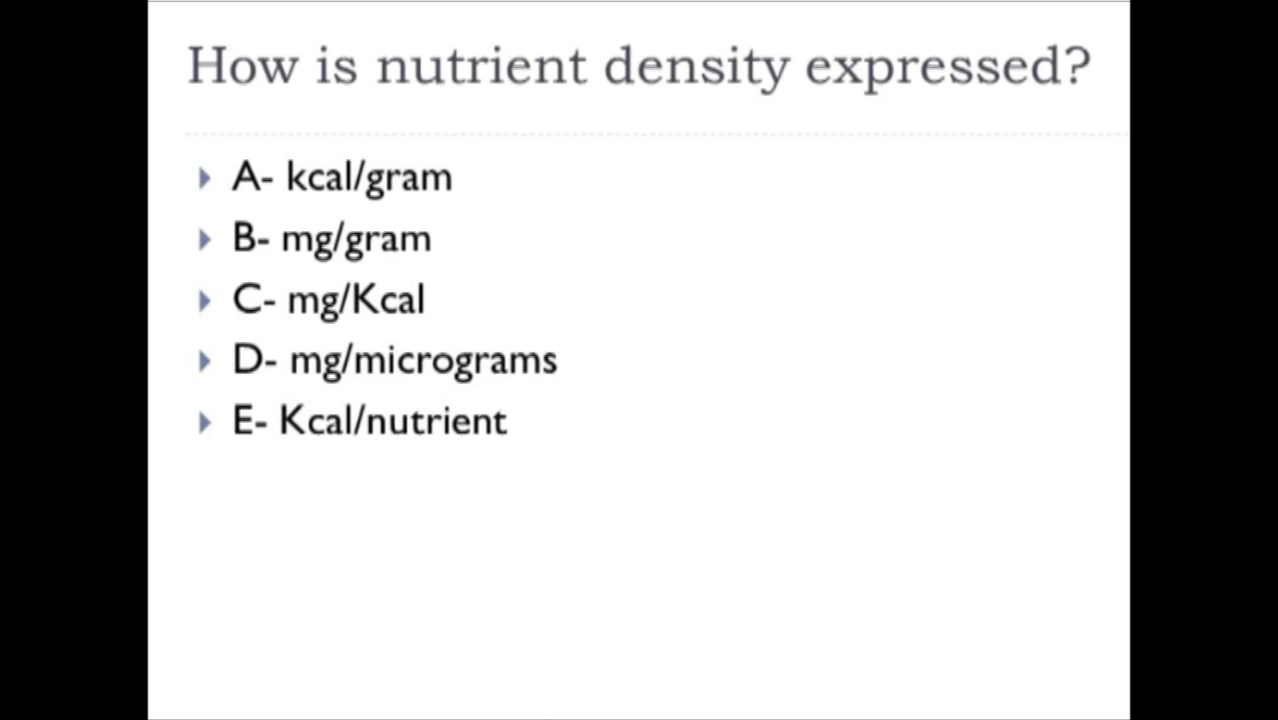 How is nutrient density expressed?
A- kcal/gram
B- mg/gram
C- mg/Kcal
D- mg/micrograms
E- Kcal/nutrient